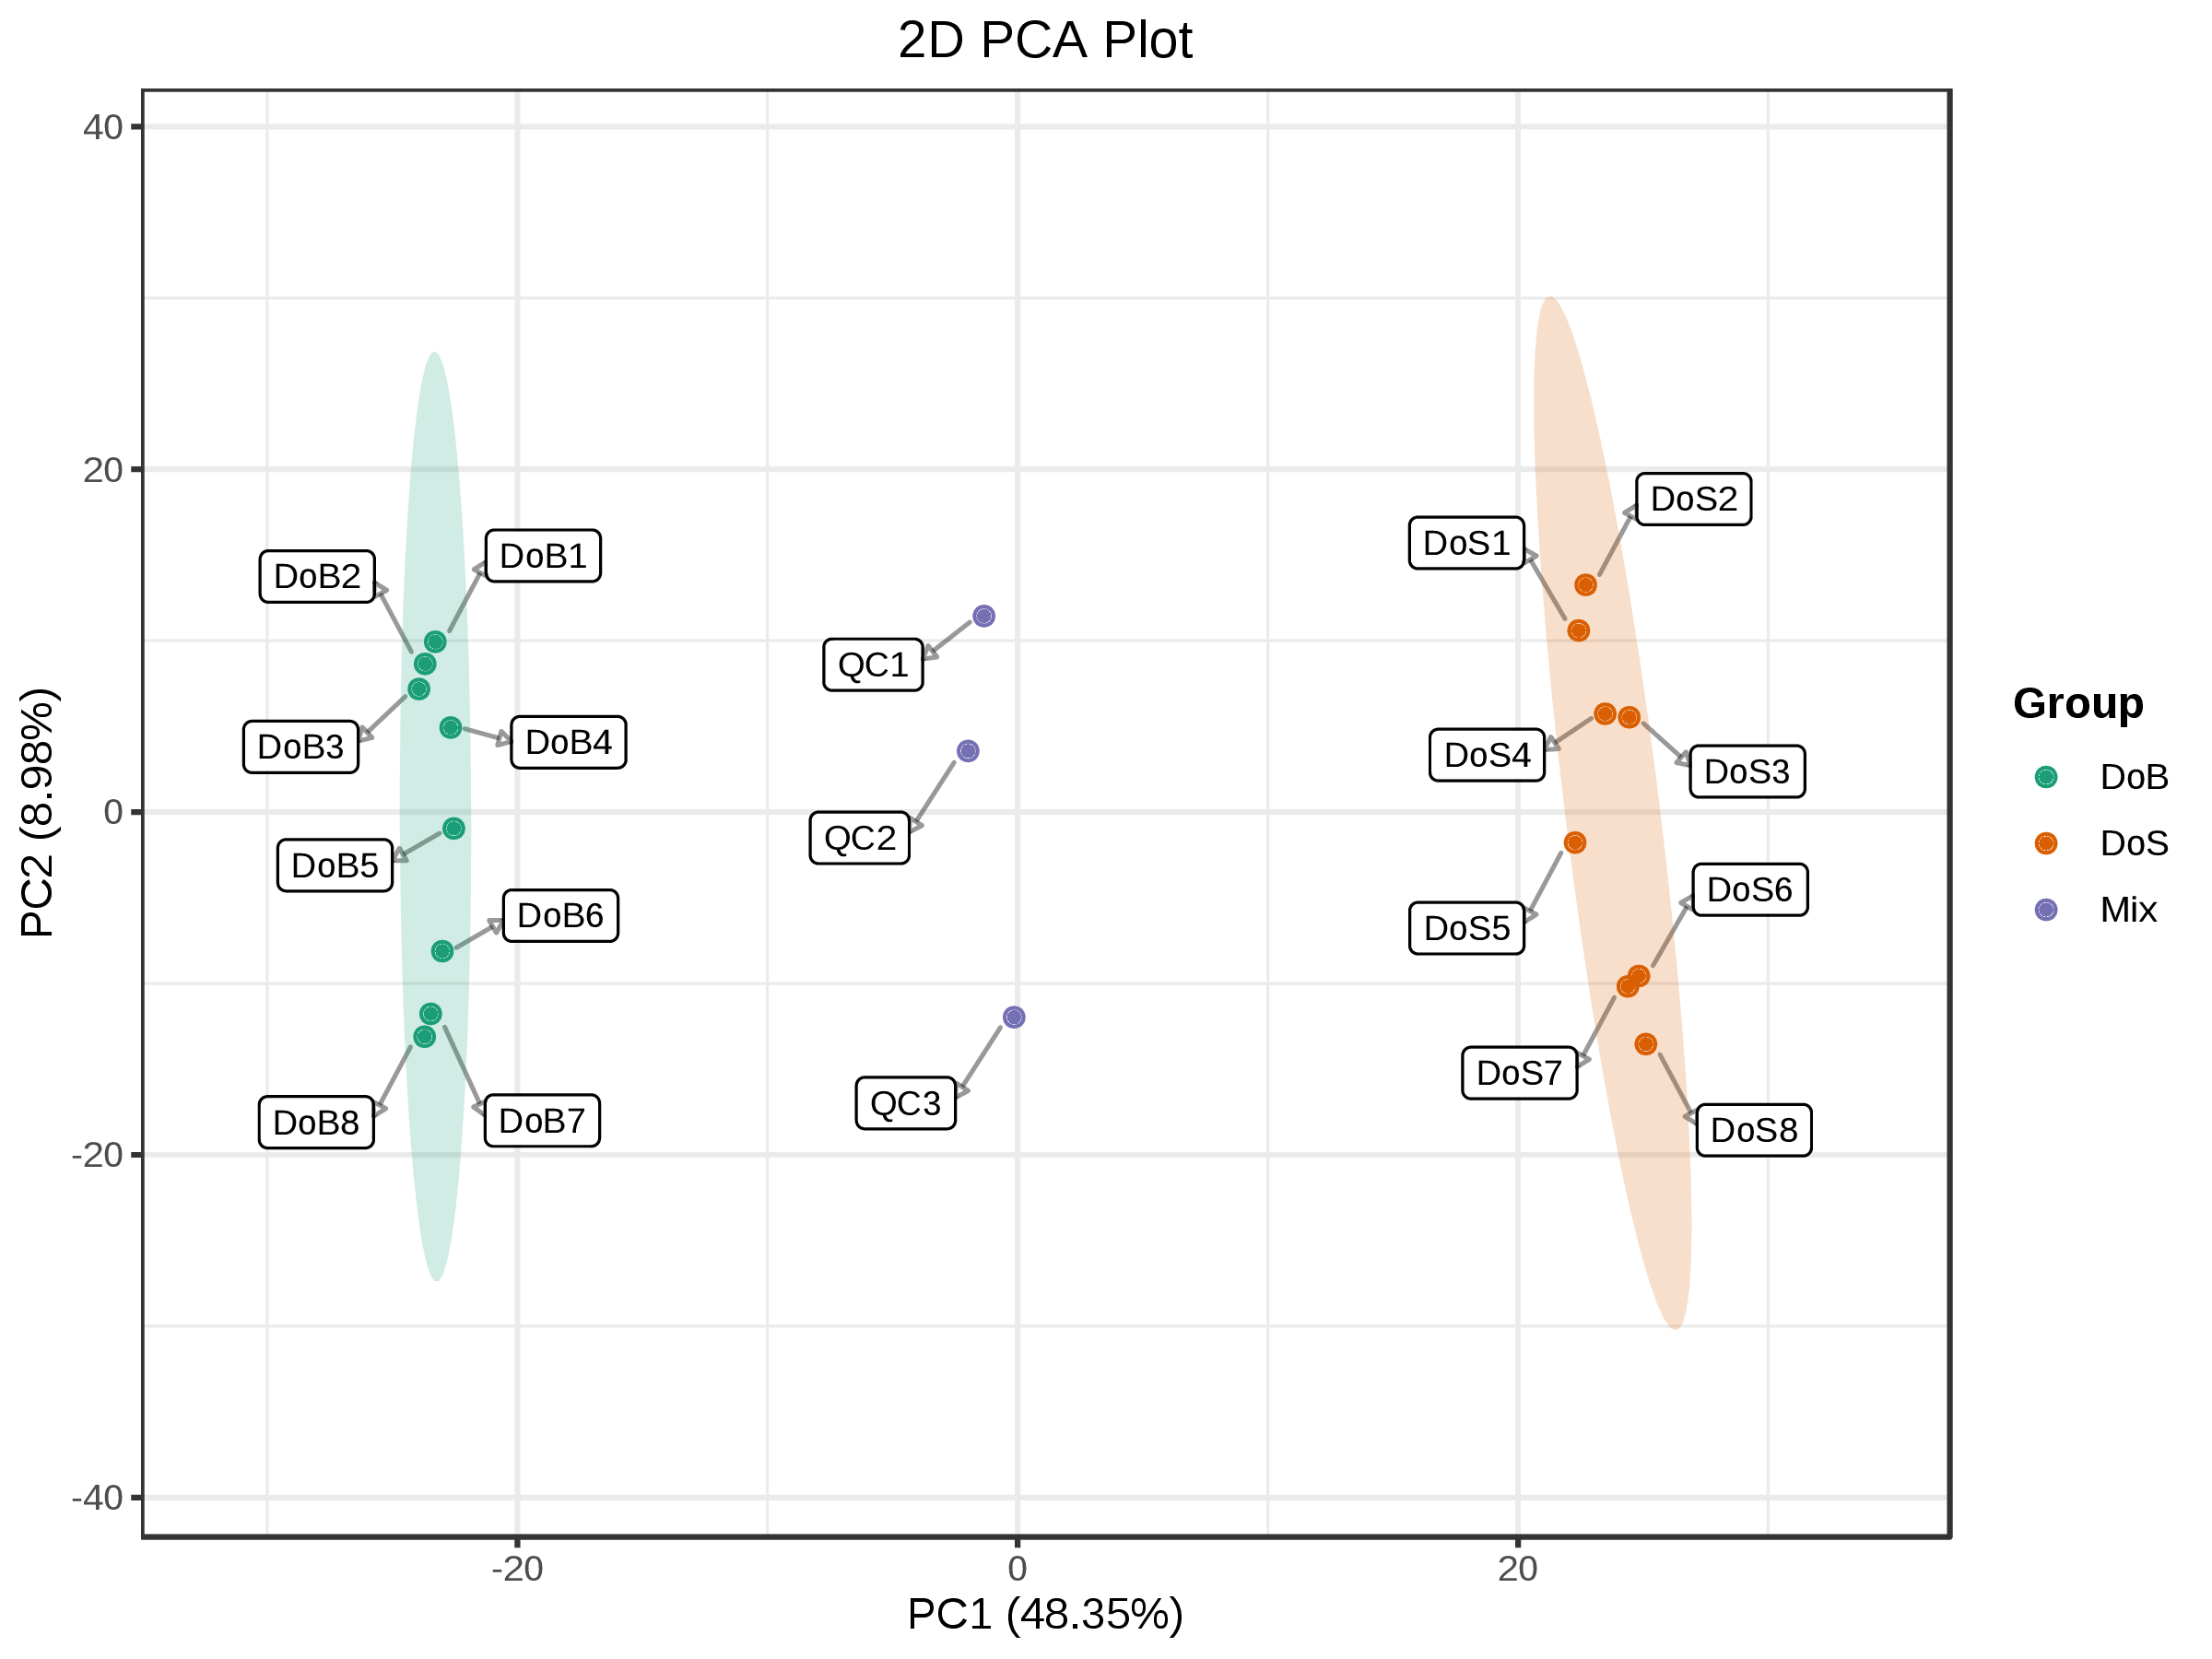 2D PCA Plot
40
20
0
-20
-40
PC2 (8.98%)
DoS2
DoS1
DoB1
DoB2
QC1
DoB4
DoB3
DoS4
DoS3
QC2
DoB5
DoS6
DoB6
DoS5
DoS7
QC3
DoB7
DoB8
DoS8
-20
0
20
PC1 (48.35%)
Group
DoB
DoS
Mix